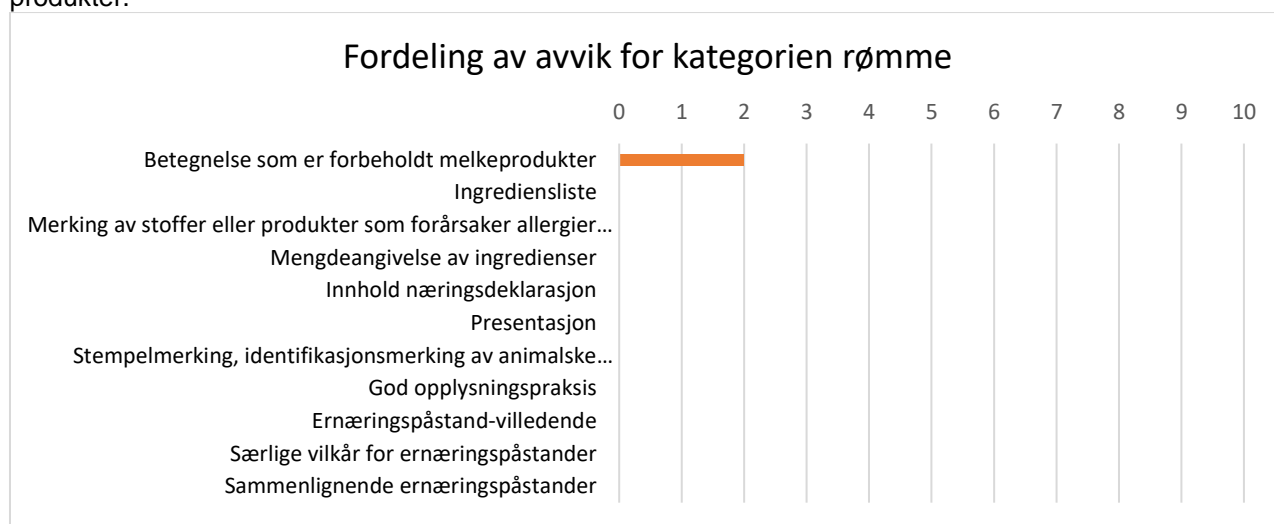 produkter.
Fordeling av avvik for kategorien rømme
0 1 2 3 4 5 6 7 8 9 10
Betegnelse som er forbeholdt melkeprodukter
Ingrediensliste
Merking av stoffer eller produkter som forårsaker allergier…
Mengdeangivelse av ingredienser
Innhold næringsdeklarasjon
Presentasjon
Stempelmerking, identifikasjonsmerking av animalske…
God opplysningspraksis
Ernæringspåstand-villedende
Særlige vilkår for ernæringspåstander
Sammenlignende ernæringspåstander